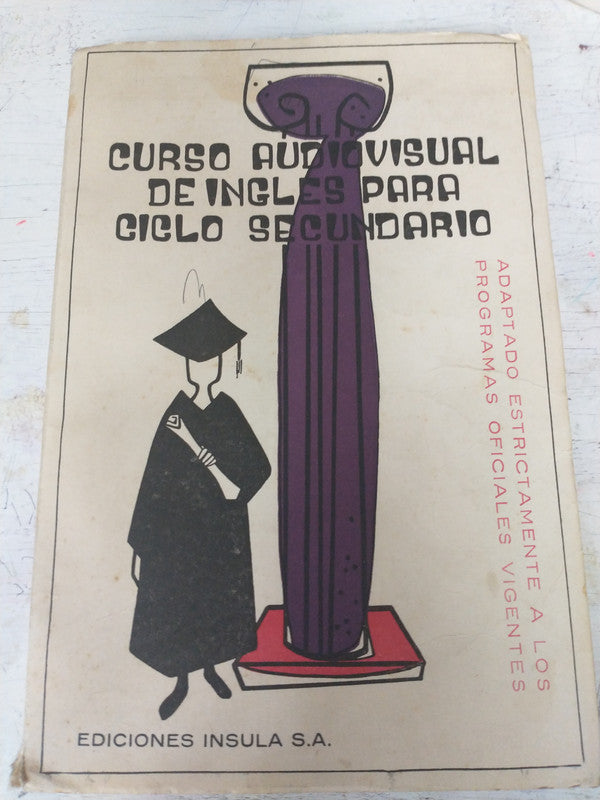 CURSO AUDIOVISUAL
DE INGLES PARA
CICLO SECUNDARIO
ADAPTADO ESTRICTAMENTE A LOS
PROGRAMAS OFICIALES VIGENTES
EDICIONES INSULA S.A.